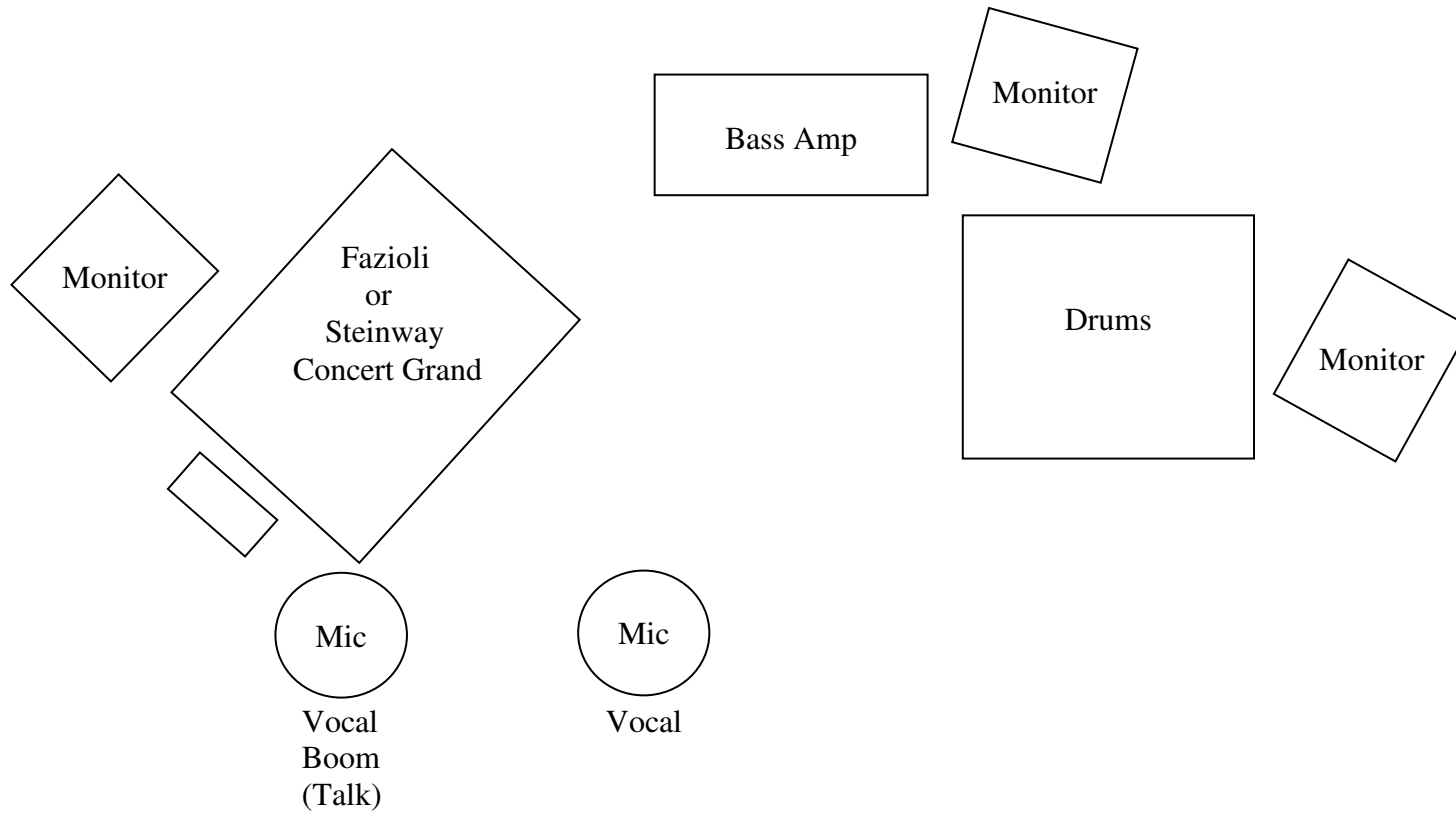 Monitor
Bass Amp
Monitor
Fazioli
or
Steinway
Concert Grand
Drums
Monitor
Mic
Vocal
Boom
(Talk)
Mic
Vocal